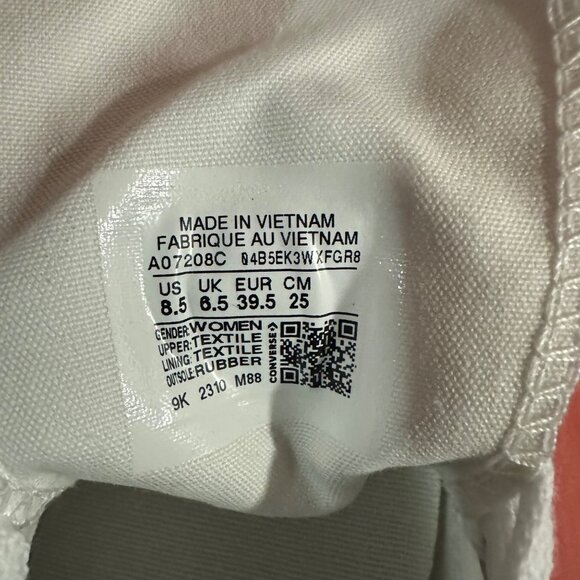 MADE IN VIETNAM
FABRIQUE AU VIETNAM
A07208C 04B5EK3WXFGR8
US UK EUR CM
8.5 6.5 39.5 25
GENDER:WOMEN
UPPER:TEXTILE
LINING:TEXTILE
OUTSOLE:RUBBER
9K 2310 M88
CONVERSE